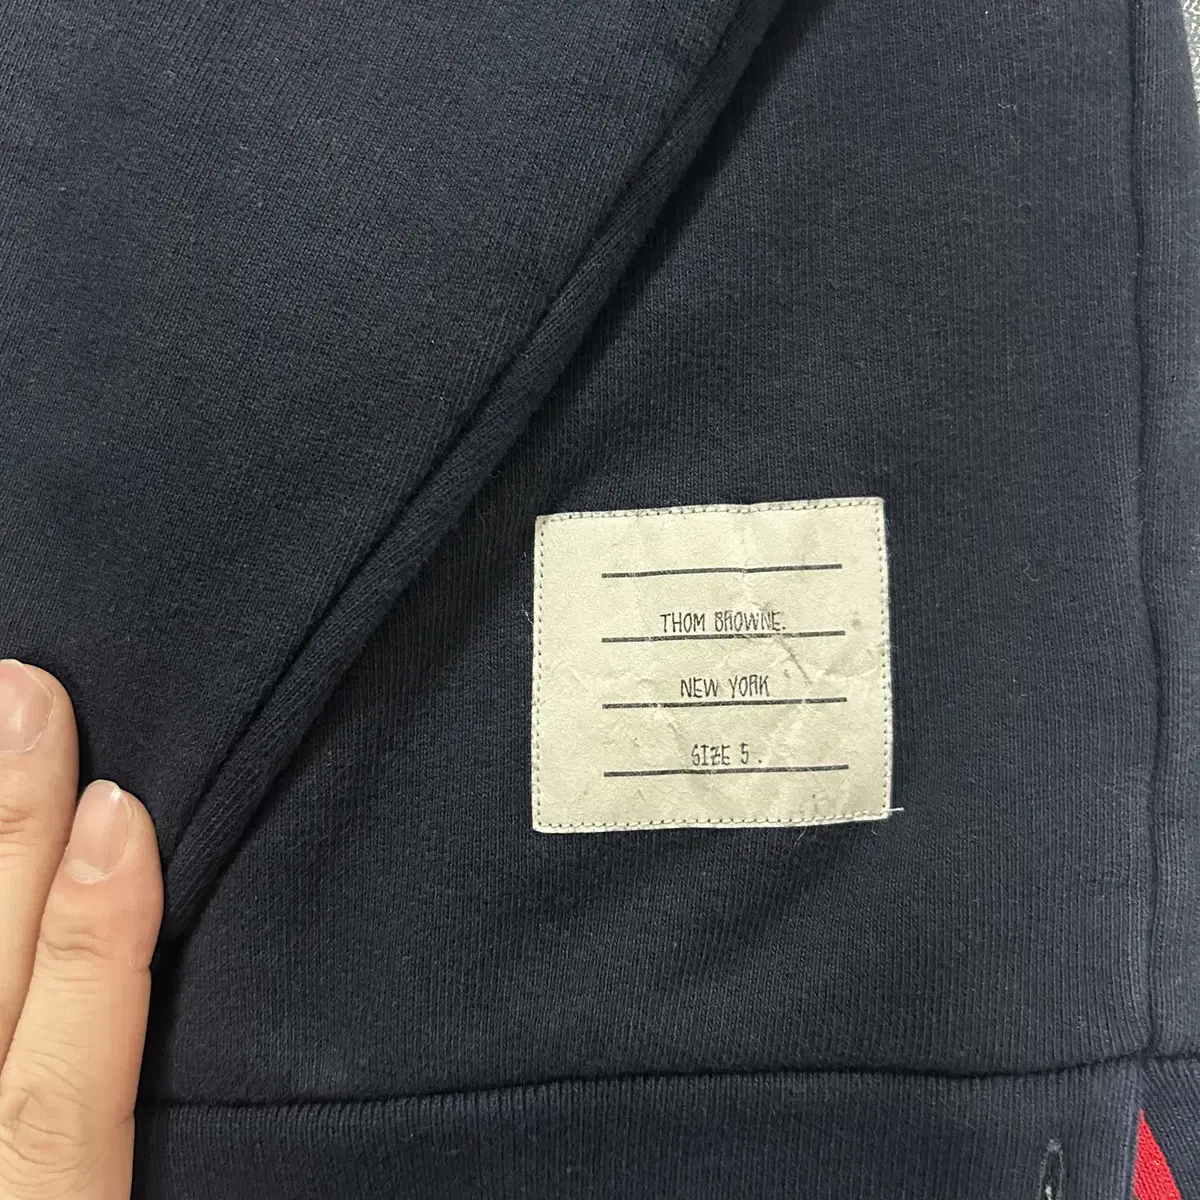 THOM BROWNE.
NEW YORK
SIZE 5 .